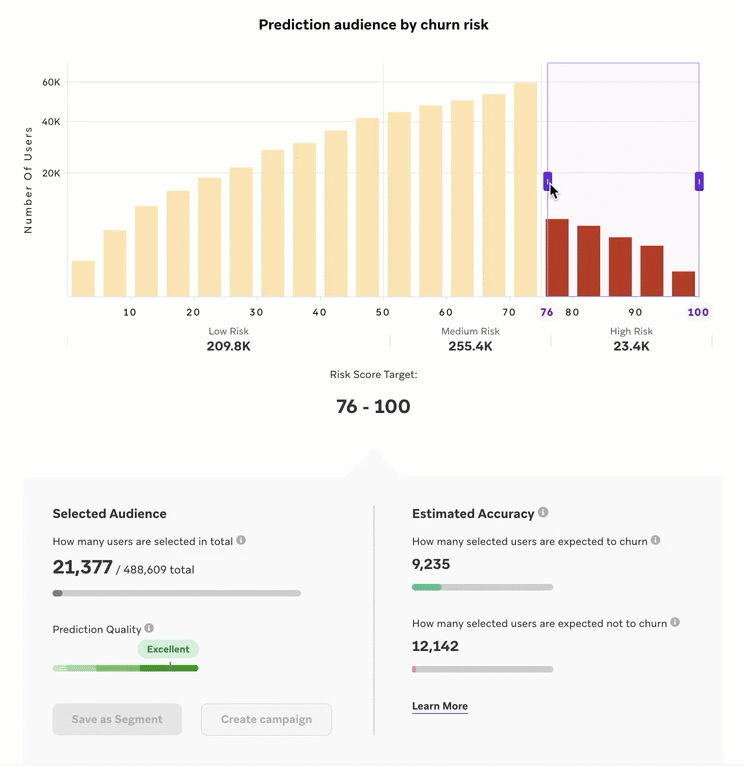 Prediction audience by churn risk
Number Of Users
60K
40K
20K
10 20 30 40 50 60 70 76 80 90 100
Low Risk Medium Risk High Risk
209.8K 255.4K 23.4K
Risk Score Target:
76 - 100
Selected Audience
How many users are selected in total
21,377 / 488,609 total
Prediction Quality
Excellent
Save as Segment Create campaign
Estimated Accuracy
How many selected users are expected to churn
9,235
How many selected users are expected not to churn
12,142
Learn More